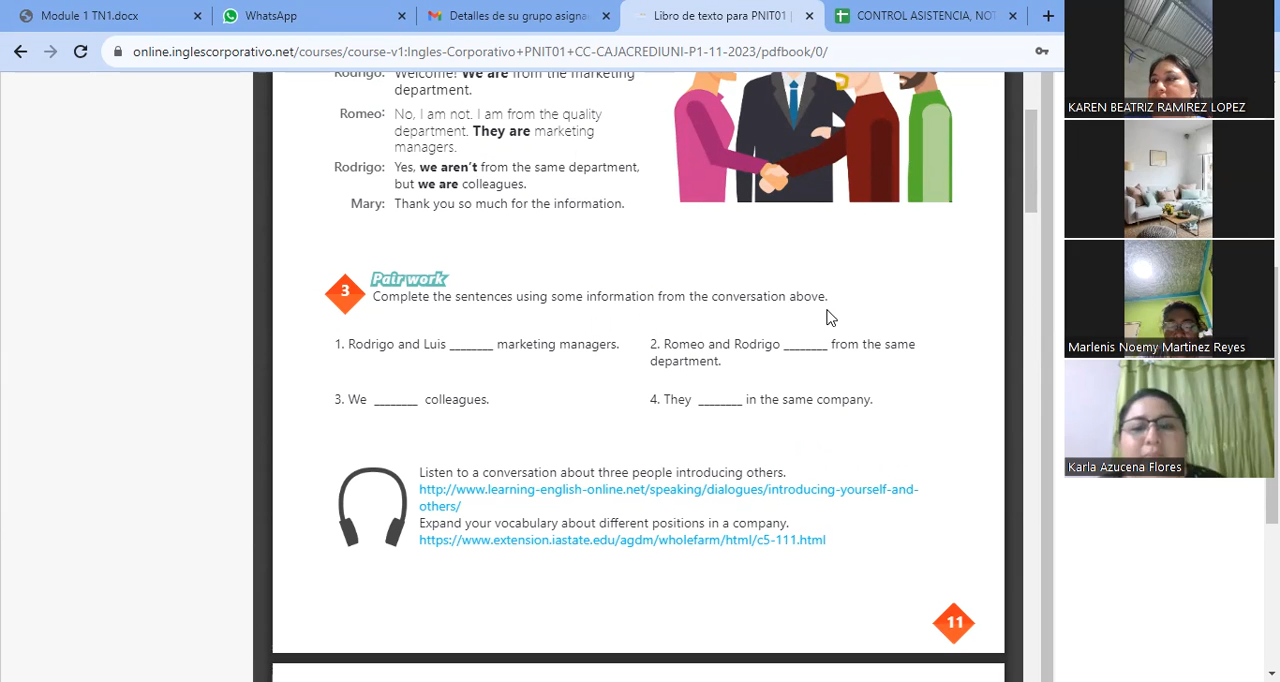 Module 1 TN1.docx
WhatsApp
Detalles de su grupo asigna
Libro de texto para PNIT01
CONTROL ASISTENCIA, NOT
online.inglescorporativo.net/courses/course-v1:Ingles-Corporativo+PNIT01+CC-CAJACREDIUNI-P1-11-2023/pdfbook/0/
Rodrigo: Welcome! We are from the marketing
department.
Romeo: No, I am not. I am from the quality
department. They are marketing
managers.
Rodrigo: Yes, we aren't from the same department,
but we are colleagues.
Mary: Thank you so much for the information.
3
Pair work
Complete the sentences using some information from the conversation above.
1. Rodrigo and Luis ________ marketing managers.
2. Romeo and Rodrigo ________ from the same
department.
3. We ________ colleagues.
4. They ________ in the same company.
Listen to a conversation about three people introducing others.
http://www.learning-english-online.net/speaking/dialogues/introducing-yourself-and-
others/
Expand your vocabulary about different positions in a company.
https://www.extension.iastate.edu/agdm/wholefarm/html/c5-111.html
11
KAREN BEATRIZ RAMIREZ LOPEZ
Marlenis Noemy Martinez Reyes
Karla Azucena Flores